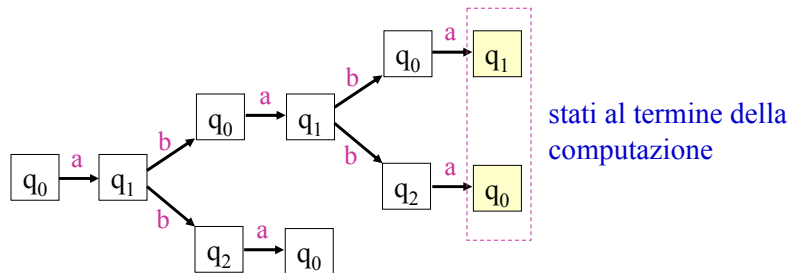 a
q₀ q₁
b
a
b
q₀ q₁ stati al termine della
a
b
b
q₀ q₁ computazione
a
b
q₂ q₀
a
q₂ q₀